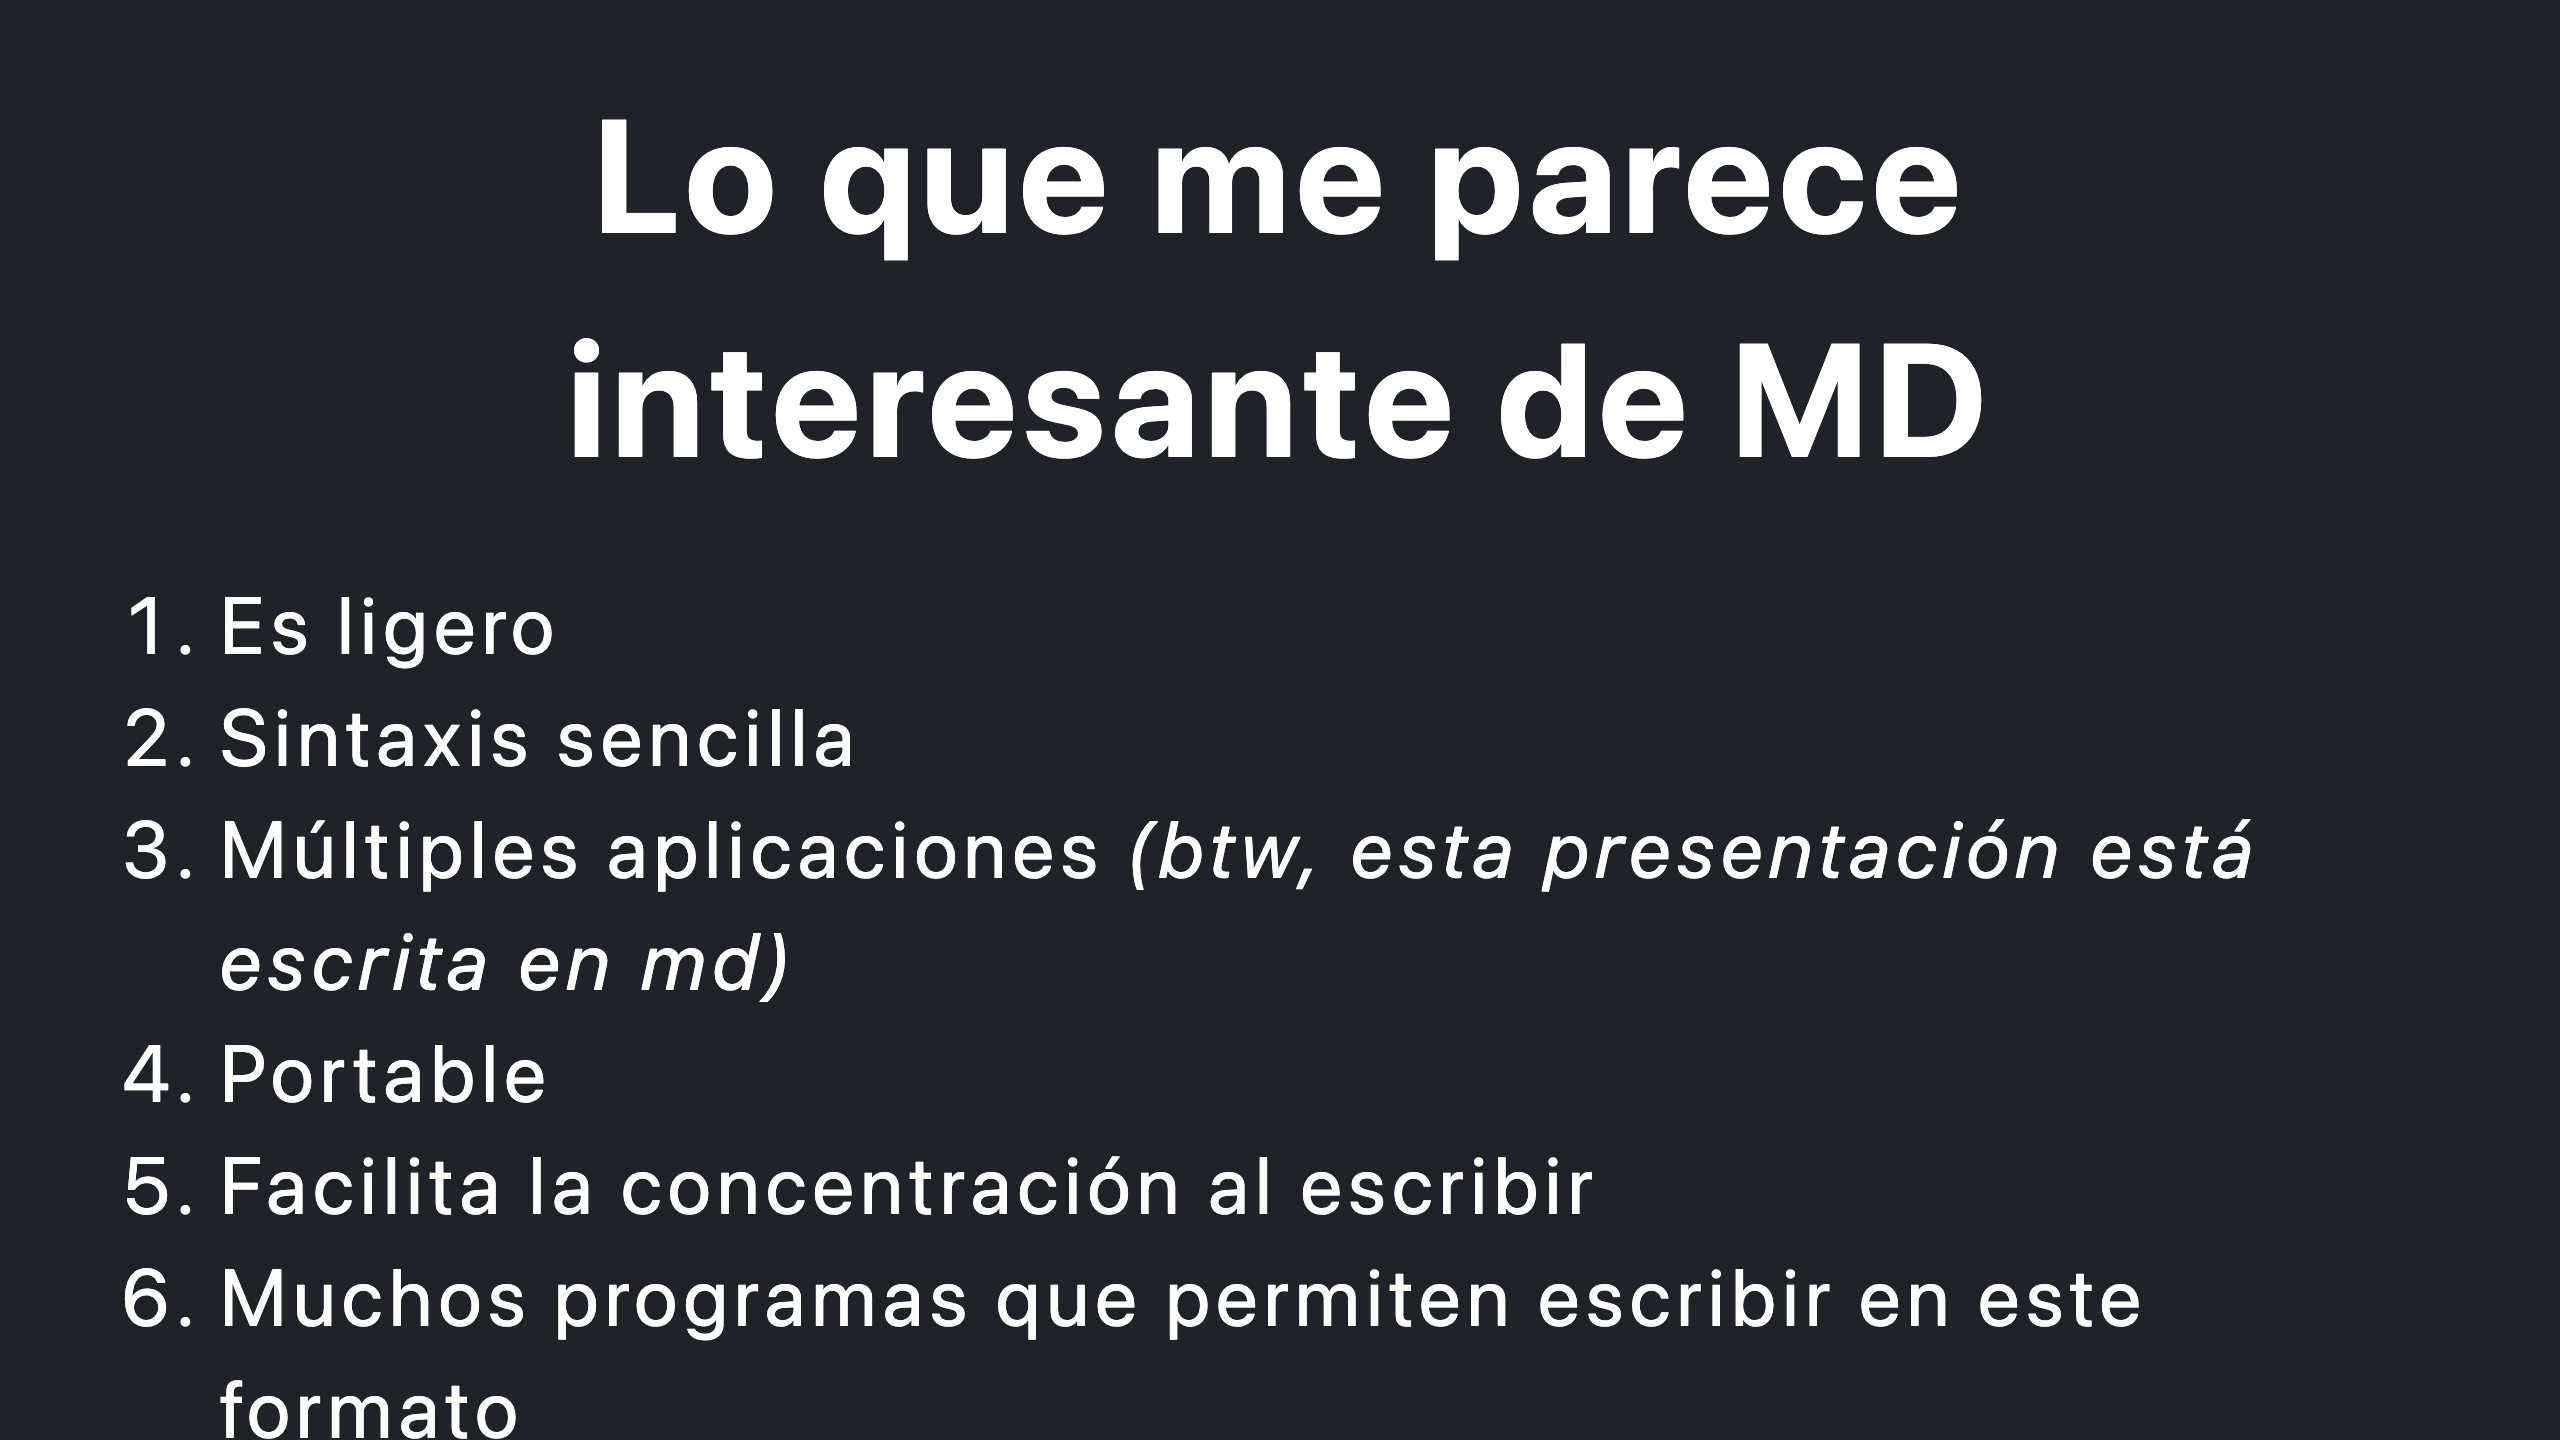 Lo que me parece
interesante de MD
1. Es ligero
2. Sintaxis sencilla
3. Múltiples aplicaciones (btw, esta presentación está
escrita en md)
4. Portable
5. Facilita la concentración al escribir
6. Muchos programas que permiten escribir en este
formato